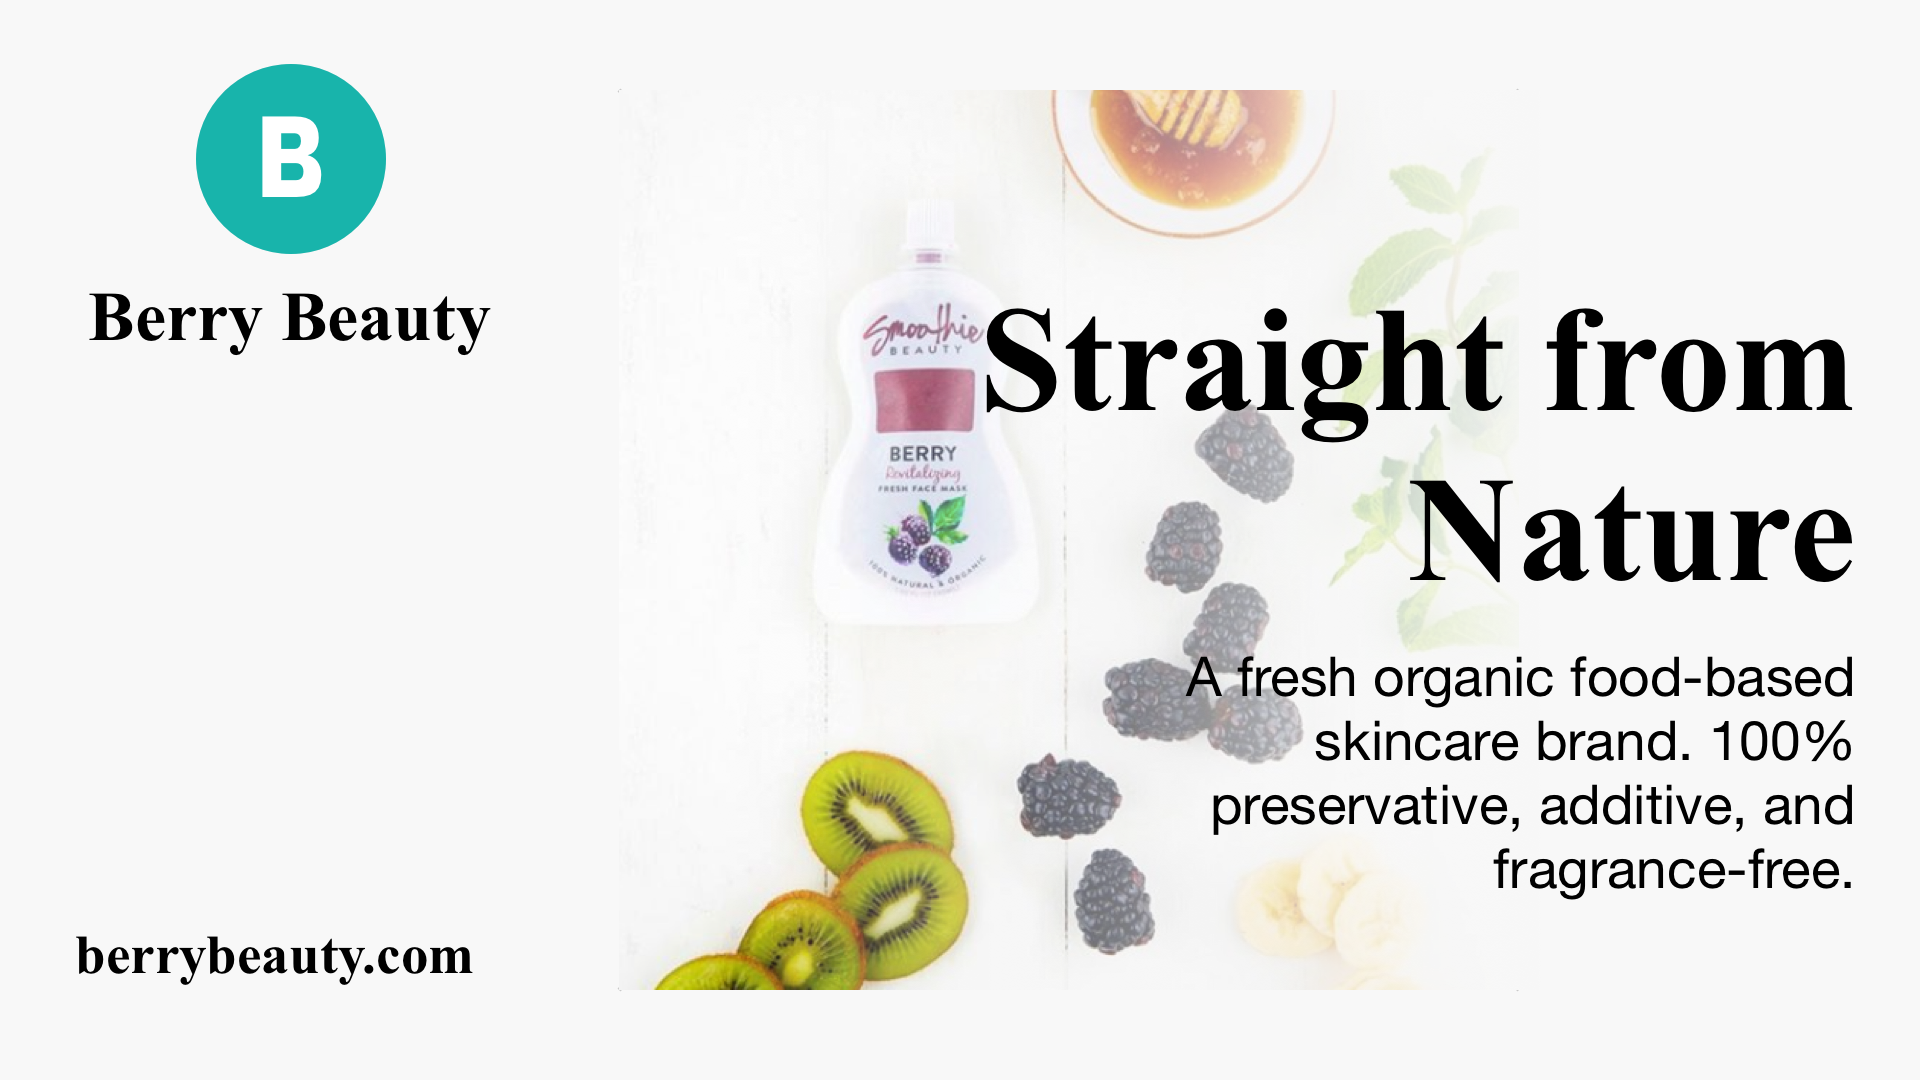 B
Berry Beauty
Smoothie
BEAUTY
BERRY
Revitalizing
FRESH FACE MASK
100% NATURAL & ORGANIC
Straight from
Nature
A fresh organic food-based
skincare brand. 100%
preservative, additive, and
fragrance-free.
berrybeauty.com